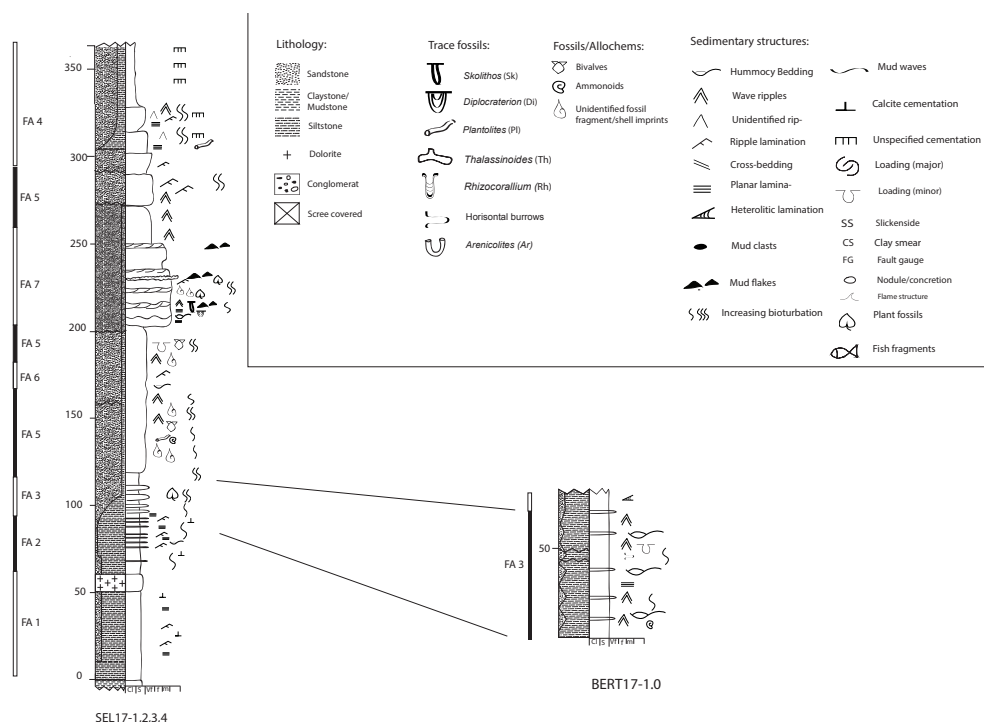 350
300
250
200
150
100
50
0
FA 4
FA 5
FA 7
FA 5
FA 6
FA 5
FA 3
FA 2
FA 1
Cl S Vf f m
SEL17-1,2,3,4
Lithology:
Sandstone
Claystone/
Mudstone
Siltstone
Dolorite
Conglomerat
Scree covered
Trace fossils:
Skolithos (Sk)
Diplocraterion (Di)
Plantolites (Pl)
Thalassinoides (Th)
Rhizocorallium (Rh)
Horisontal burrows
Arenicolites (Ar)
Fossils/Allochems:
Bivalves
Ammonoids
Unidentified fossil
fragment/shell imprints
Sedimentary structures:
Hummocy Bedding
Wave ripples
Unidentified rip-
Ripple lamination
Cross-bedding
Planar lamina-
Heterolitic lamination
Mud clasts
Mud flakes
Increasing bioturbation
Mud waves
Calcite cementation
Unspecified cementation
Loading (major)
Loading (minor)
SS Slickenside
CS Clay smear
FG Fault gauge
Nodule/concretion
Flame structure
Plant fossils
Fish fragments
FA 3
50
Cl S Vf f m
BERT17-1.0